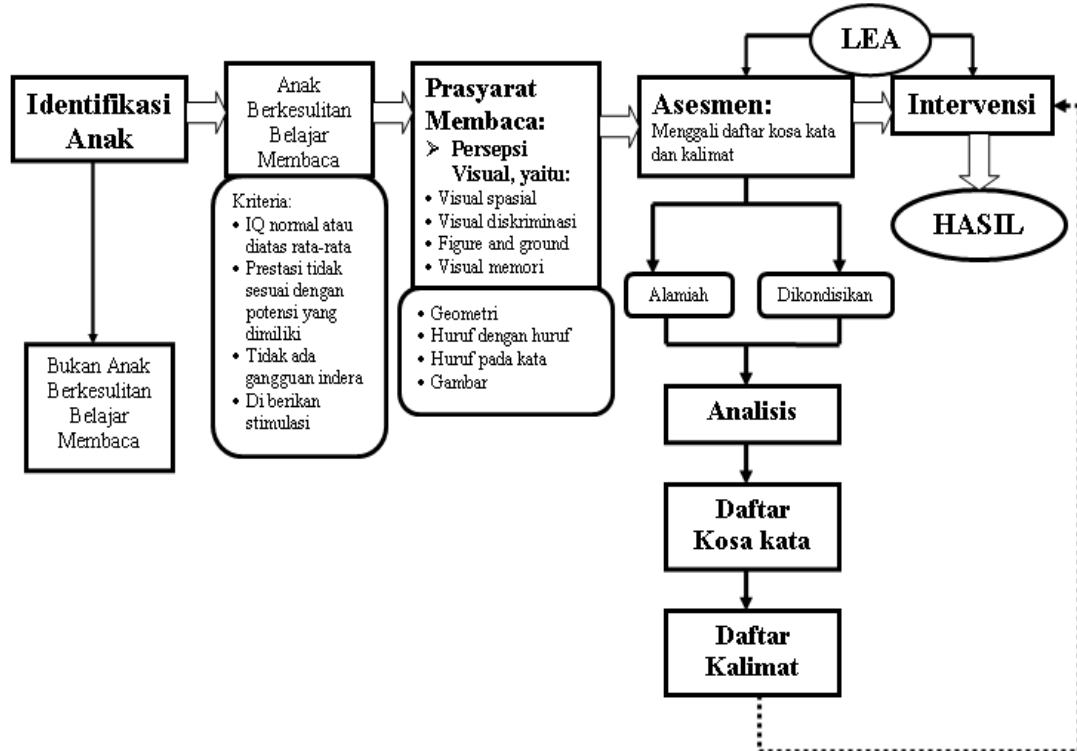 LEA
Identifikasi
Anak
Anak
Berkesulitan
Belajar
Membaca
Prasyarat
Membaca:
➢ Persepsi
Visual, yaitu:
• Visual spasial
• Visual diskriminasi
• Figure and ground
• Visual memori
Asesmen:
Menggali daftar kosa kata
dan kalimat
Intervensi
HASIL
Kriteria:
• IQ normal atau
diatas rata-rata
• Prestasi tidak
sesuai dengan
potensi yang
dimiliki
• Tidak ada
gangguan indera
• Di berikan
stimulasi
• Geometri
• Huruf dengan huruf
• Huruf pada kata
• Gambar
Alamiah
Dikondisikan
Bukan Anak
Berkesulitan
Belajar
Membaca
Analisis
Daftar
Kosa kata
Daftar
Kalimat